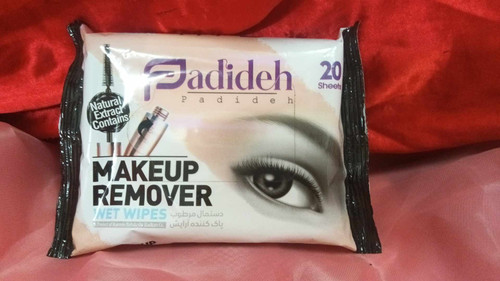 Padideh
Padideh
20
Sheets
Natural
Extract
Contains
MAKEUP
REMOVER
WET WIPES
دستمال مرطوب
پاک کننده آرایش